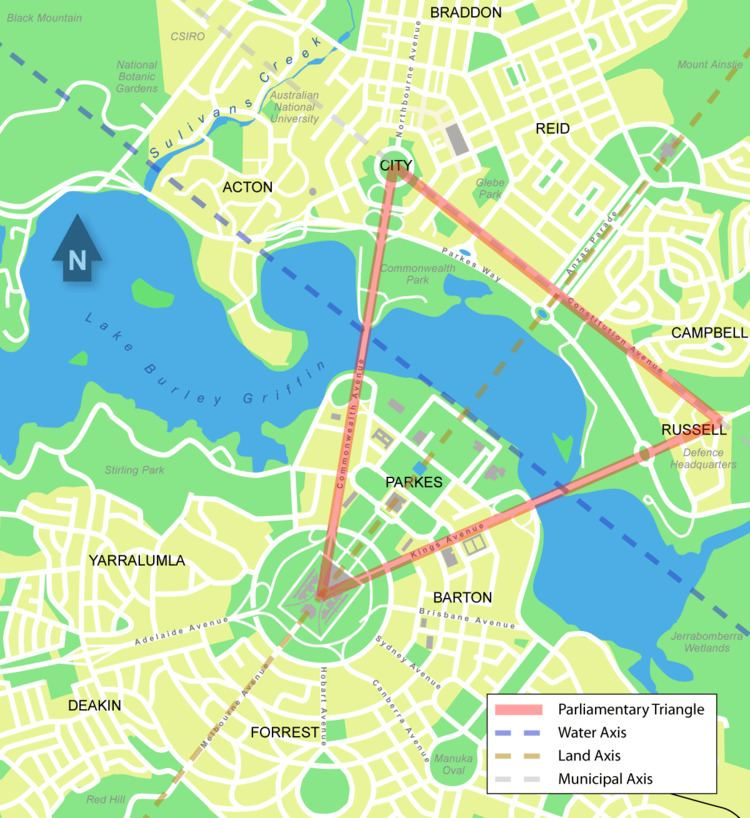 BRADDON
Black Mountain
CSIRO
National
Botanic
Gardens
Mount Ainslie
Sulivans Creek
Australian
National
University
Northbourne Avenue
REID
CITY
ACTON
Glebe
Park
Anzac Parade
Parkes Way
N
Commonwealth
Park
Constitution Avenue
Lake Burley Griffin
CAMPBELL
Commonwealth Avenue
RUSSELL
Defence
Headquarters
Stirling Park
PARKES
Kings Avenue
YARRALUMLA
BARTON
Brisbane Avenue
Adelaide Avenue
Sydney Avenue
Jerrabomberra
Wetlands
Melbourne Avenue
Hobart Avenue
Canberra Avenue
DEAKIN
FORREST
Manuka
Oval
Red Hill
Parliamentary Triangle
Water Axis
Land Axis
Municipal Axis